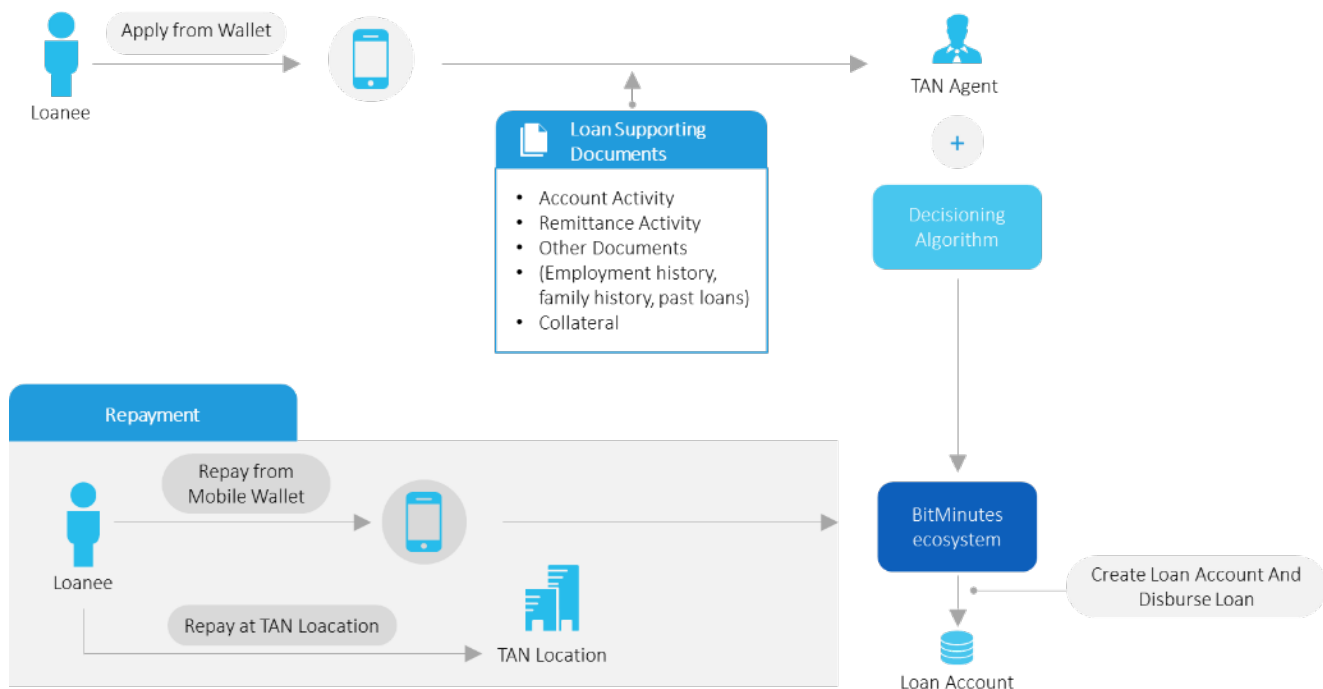 Apply from Wallet
Loanee
TAN Agent
+
Loan Supporting
Documents
• Account Activity
• Remittance Activity
• Other Documents
• (Employment history,
family history, past loans)
• Collateral
Decisioning
Algorithm
Repayment
Repay from
Mobile Wallet
Loanee
Repay at TAN Loacation
TAN Location
BitMinutes
ecosystem
Create Loan Account And
Disburse Loan
Loan Account